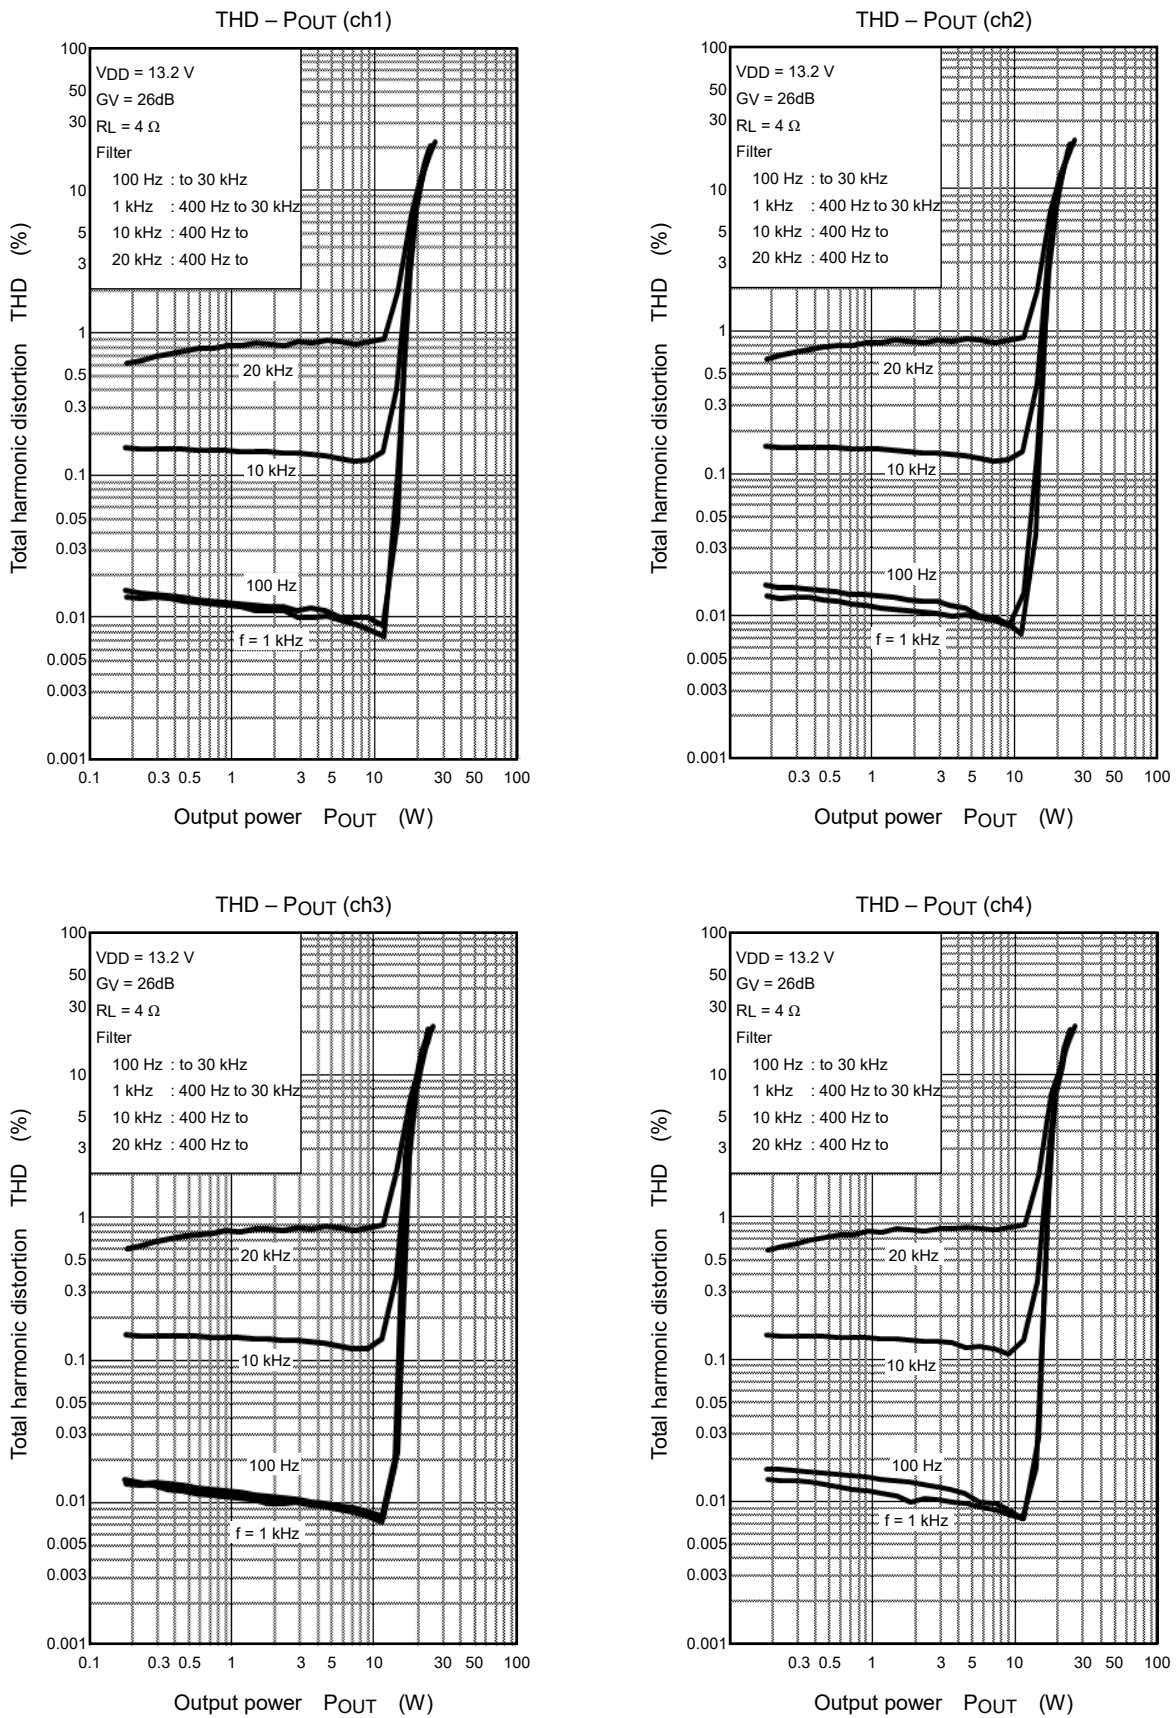 THD – POUT (ch1)
100
50
30
10
5
3
1
0.5
0.3
0.1
0.05
0.03
0.01
0.005
0.003
0.001
VDD = 13.2 V
GV = 26dB
RL = 4 Ω
Filter
100 Hz : to 30 kHz
1 kHz : 400 Hz to 30 kHz
10 kHz : 400 Hz to
20 kHz : 400 Hz to
20 kHz
10 kHz
100 Hz
f = 1 kHz
0.1 0.3 0.5 1 3 5 10 30 50 100
Total harmonic distortion THD (%)
Output power POUT (W)
THD – POUT (ch2)
100
50
30
10
5
3
1
0.5
0.3
0.1
0.05
0.03
0.01
0.005
0.003
0.001
VDD = 13.2 V
GV = 26dB
RL = 4 Ω
Filter
100 Hz : to 30 kHz
1 kHz : 400 Hz to 30 kHz
10 kHz : 400 Hz to
20 kHz : 400 Hz to
20 kHz
10 kHz
100 Hz
f = 1 kHz
0.3 0.5 1 3 5 10 30 50 100
Total harmonic distortion THD (%)
Output power POUT (W)
THD – POUT (ch3)
100
50
30
10
5
3
1
0.5
0.3
0.1
0.05
0.03
0.01
0.005
0.003
0.001
VDD = 13.2 V
GV = 26dB
RL = 4 Ω
Filter
100 Hz : to 30 kHz
1 kHz : 400 Hz to 30 kHz
10 kHz : 400 Hz to
20 kHz : 400 Hz to
20 kHz
10 kHz
100 Hz
f = 1 kHz
0.1 0.3 0.5 1 3 5 10 30 50 100
Total harmonic distortion THD (%)
Output power POUT (W)
THD – POUT (ch4)
100
50
30
10
5
3
1
0.5
0.3
0.1
0.05
0.03
0.01
0.005
0.003
0.001
VDD = 13.2 V
GV = 26dB
RL = 4 Ω
Filter
100 Hz : to 30 kHz
1 kHz : 400 Hz to 30 kHz
10 kHz : 400 Hz to
20 kHz : 400 Hz to
20 kHz
10 kHz
100 Hz
f = 1 kHz
0.3 0.5 1 3 5 10 30 50 100
Total harmonic distortion THD (%)
Output power POUT (W)